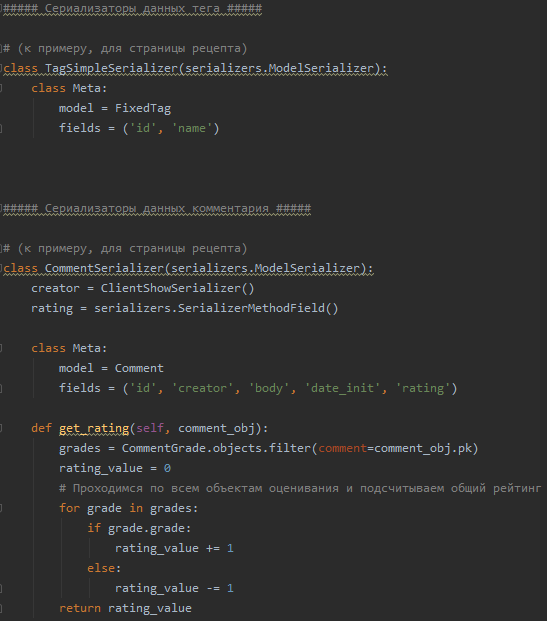 ##### Сериализаторы данных тега #####
# (к примеру, для страницы рецепта)
class TagSimpleSerializer(serializers.ModelSerializer):
    class Meta:
        model = FixedTag
        fields = ('id', 'name')
##### Сериализаторы данных комментария #####
# (к примеру, для страницы рецепта)
class CommentSerializer(serializers.ModelSerializer):
    creator = ClientShowSerializer()
    rating = serializers.SerializerMethodField()
    class Meta:
        model = Comment
        fields = ('id', 'creator', 'body', 'date_init', 'rating')
    def get_rating(self, comment_obj):
        grades = CommentGrade.objects.filter(comment=comment_obj.pk)
        rating_value = 0
        # Проходимся по всем объектам оценивания и подсчитываем общий рейтинг
        for grade in grades:
            if grade.grade:
                rating_value += 1
            else:
                rating_value -= 1
        return rating_value